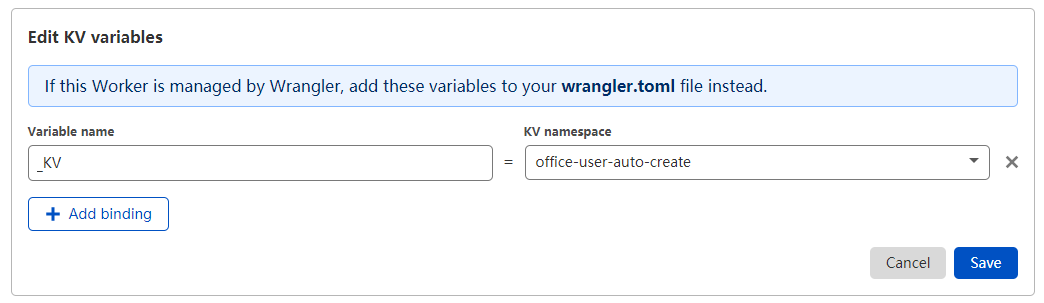 Edit KV variables
If this Worker is managed by Wrangler, add these variables to your wrangler.toml file instead.
Variable name
KV namespace
_KV
=
office-user-auto-create
Add binding
Cancel
Save